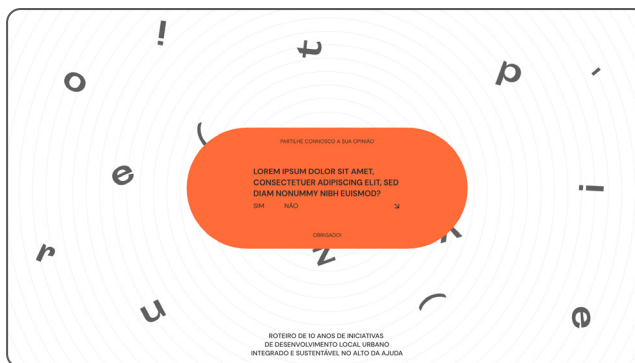 ! t
o p '
(
PARTILHE CONNOSCO A SUA OPINIÃO
LOREM IPSUM DOLOR SIT AMET,
CONSECTETUER ADIPISCING ELIT, SED
DIAM NONUMMY NIBH EUISMOD?
SIM NÃO
OBRIGADO!
e i
r z
u ( e
ROTEIRO DE 10 ANOS DE INICIATIVAS
DE DESENVOLVIMENTO LOCAL URBANO
INTEGRADO E SUSTENTÁVEL NO ALTO DA AJUDA